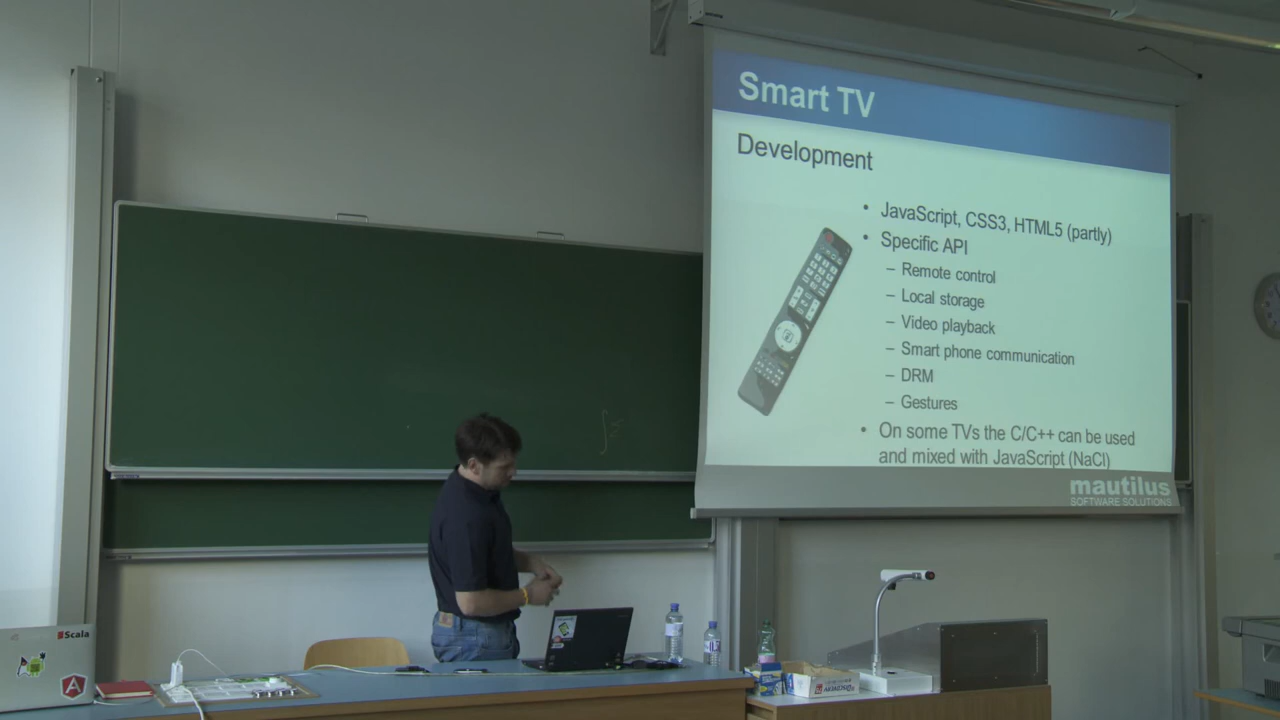 Smart TV
Development
• JavaScript, CSS3, HTML5 (partly)
• Specific API
– Remote control
– Local storage
– Video playback
– Smart phone communication
– DRM
– Gestures
• On some TVs the C/C++ can be used
and mixed with JavaScript (NaCl)
mautilus
SOFTWARE SOLUTIONS
Scala